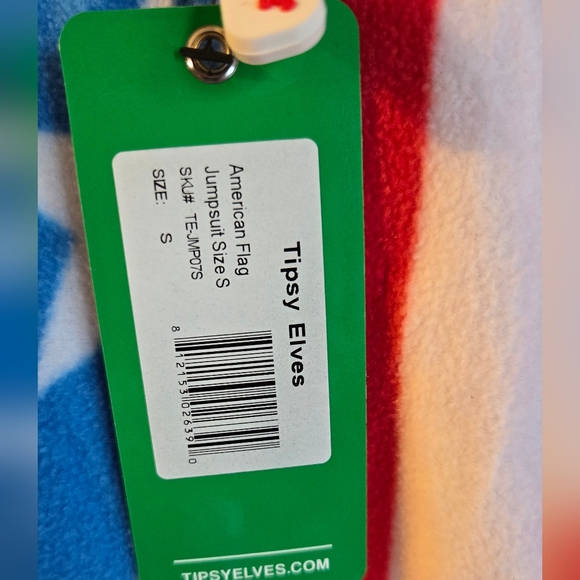 Tipsy Elves
American Flag
Jumpsuit Size S
SKU# TE-JMP07S
SIZE: S
8 12153 02639 0
TIPSYELVES.COM